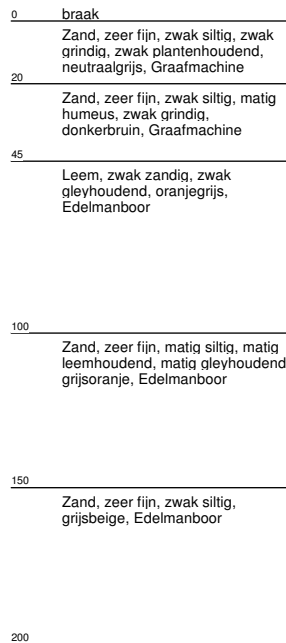 0 braak
Zand, zeer fijn, zwak siltig, zwak
grindig, zwak plantenhoudend,
neutraalgrijs, Graafmachine
20
Zand, zeer fijn, zwak siltig, matig
humeus, zwak grindig,
donkerbruin, Graafmachine
45
Leem, zwak zandig, zwak
gleyhoudend, oranjegrijs,
Edelmanboor
100
Zand, zeer fijn, matig siltig, matig
leemhoudend, matig gleyhoudend
grijsoranje, Edelmanboor
150
Zand, zeer fijn, zwak siltig,
grijsbeige, Edelmanboor
200